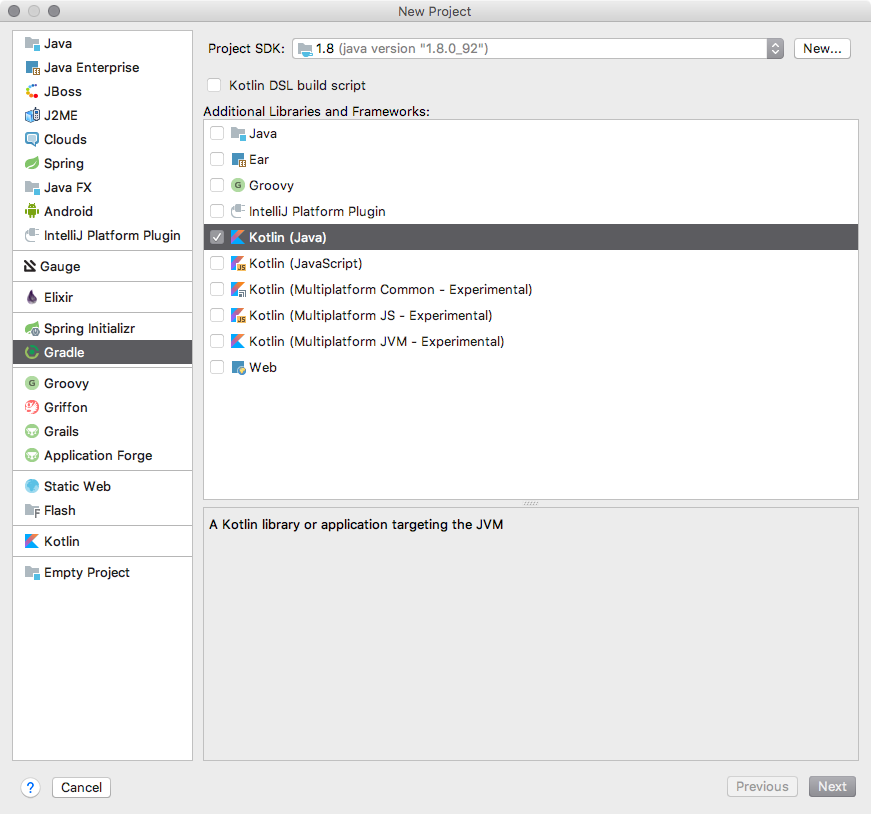 New Project
Java
Java Enterprise
JBoss
J2ME
Clouds
Spring
Java FX
Android
IntelliJ Platform Plugin
Gauge
Elixir
Spring Initializr
Gradle
Groovy
Griffon
Grails
Application Forge
Static Web
Flash
Kotlin
Empty Project
Project SDK: 1.8 (java version "1.8.0_92") New...
Kotlin DSL build script
Additional Libraries and Frameworks:
Java
Ear
Groovy
IntelliJ Platform Plugin
Kotlin (Java)
Kotlin (JavaScript)
Kotlin (Multiplatform Common - Experimental)
Kotlin (Multiplatform JS - Experimental)
Kotlin (Multiplatform JVM - Experimental)
Web
A Kotlin library or application targeting the JVM
? Cancel Previous Next